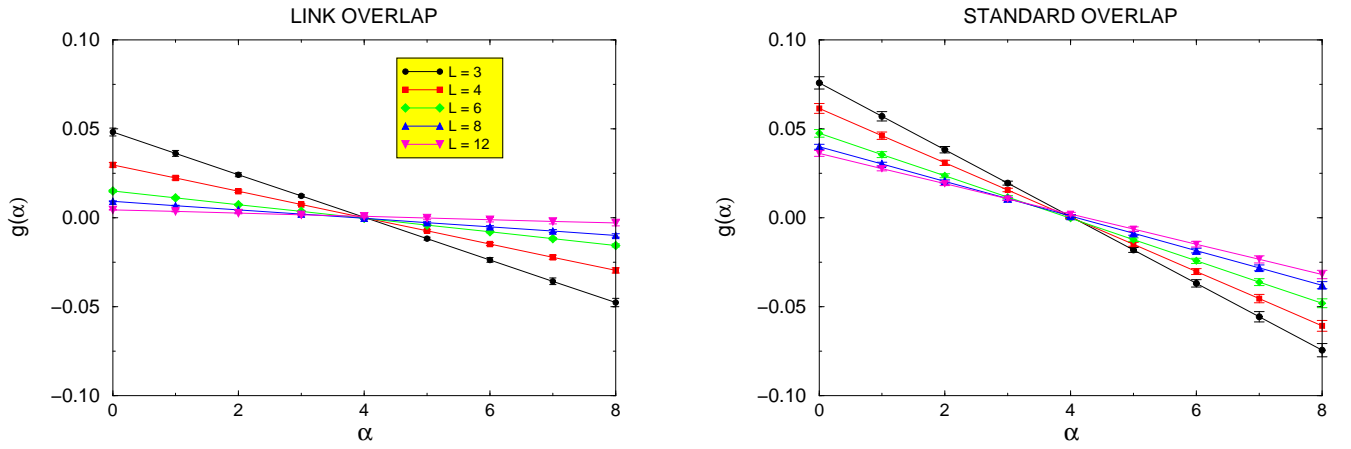 LINK OVERLAP
0.10
0.05
0.00
−0.05
−0.10
g(α)
0 2 4 6 8
α
L = 3
L = 4
L = 6
L = 8
L = 12
STANDARD OVERLAP
0.10
0.05
0.00
−0.05
−0.10
g(α)
0 2 4 6 8
α